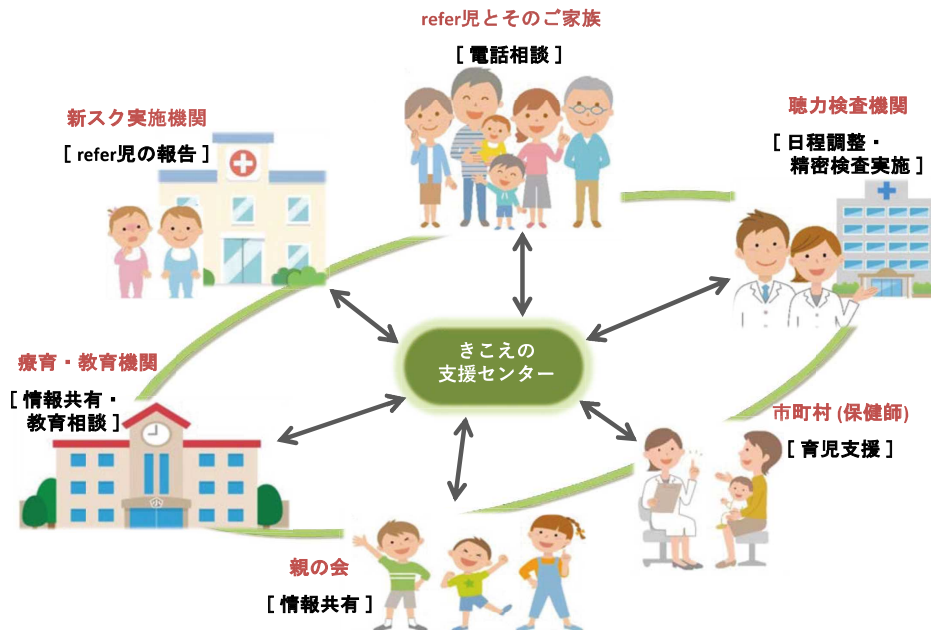 refer児とそのご家族
[ 電話相談 ]
新スク実施機関
[ refer児の報告 ]
聴力検査機関
[ 日程調整・
精密検査実施 ]
きこえの
支援センター
療育・教育機関
[ 情報共有・
教育相談 ]
市町村 (保健師)
[ 育児支援 ]
親の会
[ 情報共有 ]